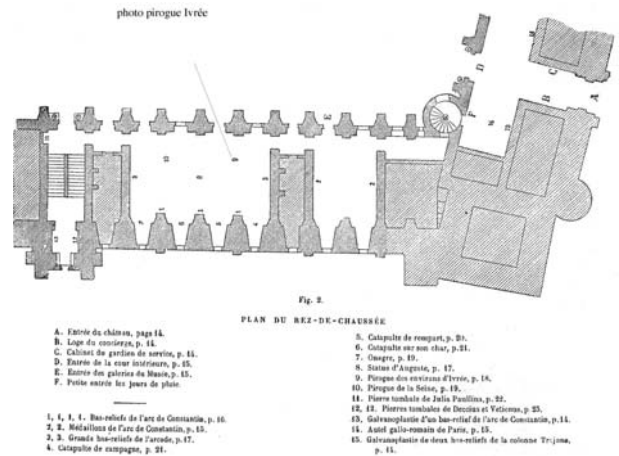 photo pirogue Ivrée
Fig. 2.
PLAN DU REZ-DE-CHAUSSÉE
A. Entrée du château, page 14.
B. Loge du concierge, p. 14.
C. Cabinet du gardien de service, p. 14.
D. Entrée de la cour intérieure, p. 15.
E. Entrée des galeries du Musée, p. 15.
F. Petite entrée les jours de pluie.
1, 1, 1, 1. Bas-reliefs de l'arc de Constantin, p. 16.
2, 2. Médaillons de l'arc de Constantin, p. 15.
3, 3. Grands bas-reliefs de l'arcade, p. 17.
4. Catapulte de campagne, p. 21.
5. Catapulte de rempart, p. 20.
6. Catapulte sur son char, p. 21.
7. Onagre, p. 19.
8. Statue d'Auguste, p. 17.
9. Pirogue des environs d'Ivrée, p. 18.
10. Pirogue de la Seine, p. 19.
11. Pierre tombale de Julia Paullina, p. 22.
12, 12. Pierres tombales de Deccius et Vetienus, p. 23.
13. Galvanoplastie d'un bas-relief de l'arc de Constantin, p. 14.
14. Autel gallo-romain de Paris, p. 15.
15. Galvanoplastie de deux bas-reliefs de la colonne Trajane,
p. 14.